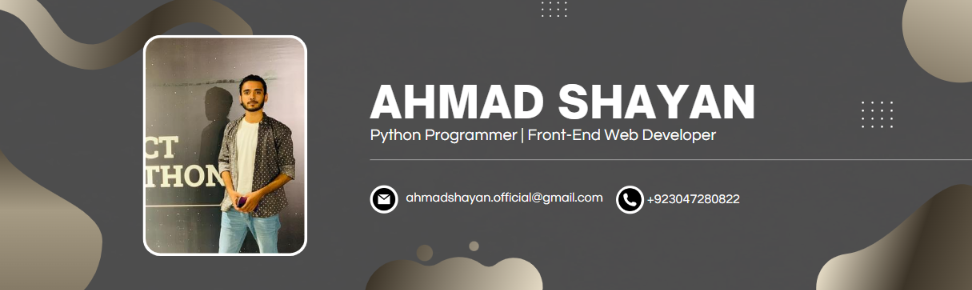 CT
THON
AHMAD SHAYAN
Python Programmer | Front-End Web Developer
ahmadshayan.official@gmail.com
+923047280822